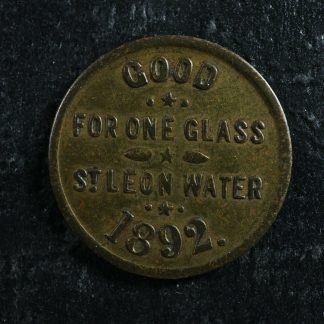 GOOD
FOR ONE GLASS
ST LEON WATER
1892.